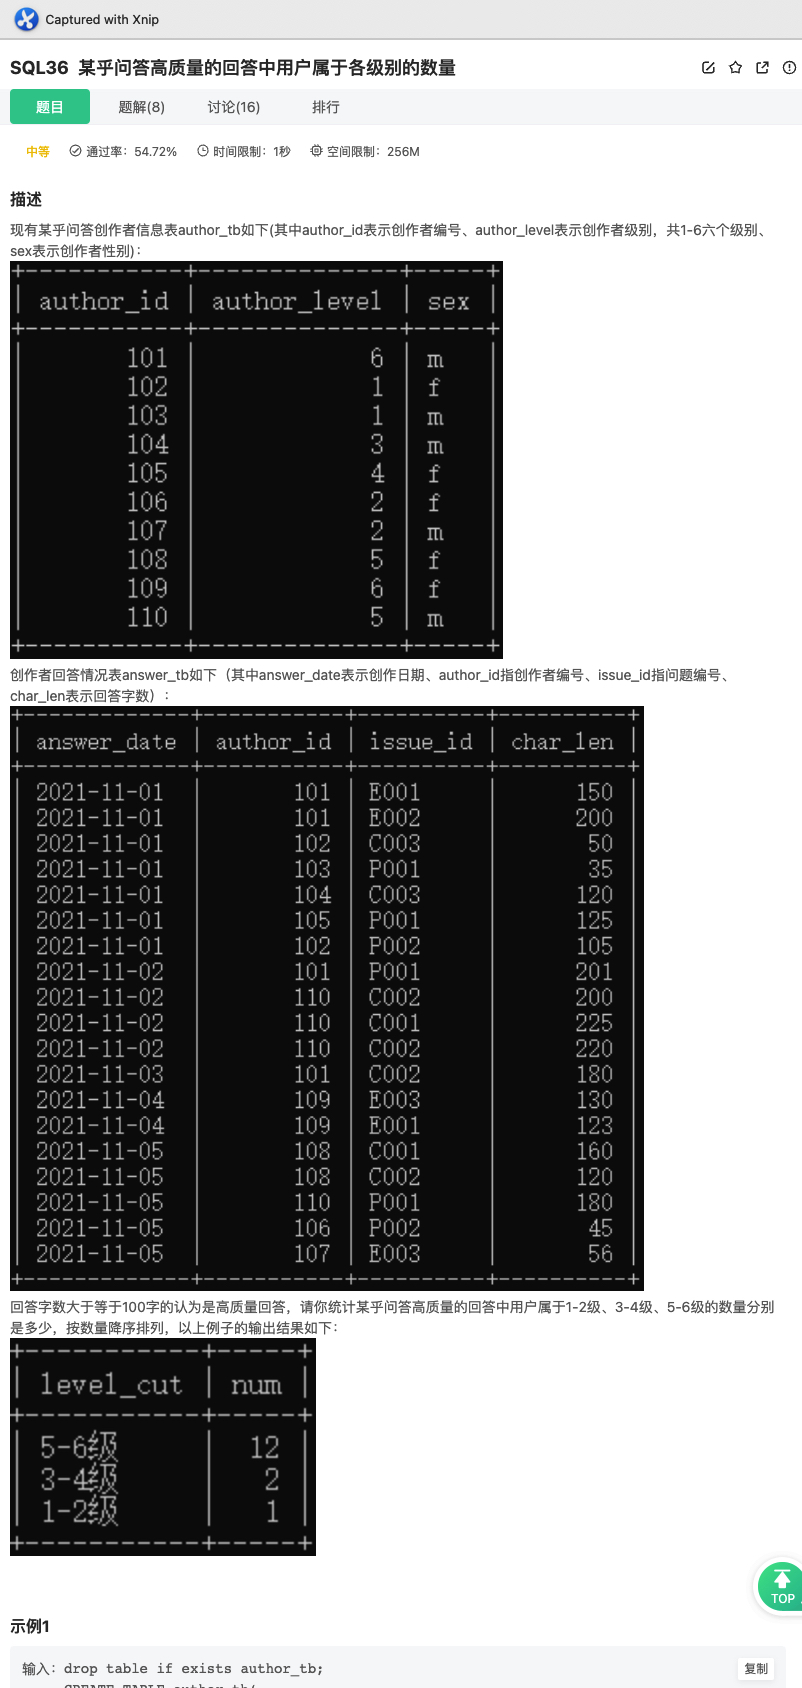 Captured with Xnip
SQL36 某乎问答高质量的回答中用户属于各级别的数量
题目 题解(8) 讨论(16) 排行
中等 通过率：54.72% 时间限制：1秒 空间限制：256M
描述
现有某乎问答创作者信息表author_tb如下(其中author_id表示创作者编号、author_level表示创作者级别，共1-6六个级别、
sex表示创作者性别)：
+-----------+--------------+-----+
| author_id | author_level | sex |
+-----------+--------------+-----+
| 101 | 6 | m |
| 102 | 1 | f |
| 103 | 1 | m |
| 104 | 3 | m |
| 105 | 4 | f |
| 106 | 2 | f |
| 107 | 2 | m |
| 108 | 5 | f |
| 109 | 6 | f |
| 110 | 5 | m |
+-----------+--------------+-----+
创作者回答情况表answer_tb如下（其中answer_date表示创作日期、author_id指创作者编号、issue_id指问题编号、
char_len表示回答字数）：
+-------------+-----------+----------+----------+
| answer_date | author_id | issue_id | char_len |
+-------------+-----------+----------+----------+
| 2021-11-01 | 101 | E001 | 150 |
| 2021-11-01 | 101 | E002 | 200 |
| 2021-11-01 | 102 | C003 | 50 |
| 2021-11-01 | 103 | P001 | 35 |
| 2021-11-01 | 104 | C003 | 120 |
| 2021-11-01 | 105 | P001 | 125 |
| 2021-11-01 | 102 | P002 | 105 |
| 2021-11-02 | 101 | P001 | 201 |
| 2021-11-02 | 110 | C002 | 200 |
| 2021-11-02 | 110 | C001 | 225 |
| 2021-11-02 | 110 | C002 | 220 |
| 2021-11-03 | 101 | C002 | 180 |
| 2021-11-04 | 109 | E003 | 130 |
| 2021-11-04 | 109 | E001 | 123 |
| 2021-11-05 | 108 | C001 | 160 |
| 2021-11-05 | 108 | C002 | 120 |
| 2021-11-05 | 110 | P001 | 180 |
| 2021-11-05 | 106 | P002 | 45 |
| 2021-11-05 | 107 | E003 | 56 |
+-------------+-----------+----------+----------+
回答字数大于等于100字的认为是高质量回答，请你统计某乎问答高质量的回答中用户属于1-2级、3-4级、5-6级的数量分别
是多少，按数量降序排列，以上例子的输出结果如下：
+-----------+-----+
| level_cut | num |
+-----------+-----+
| 5-6级 | 12 |
| 3-4级 | 2 |
| 1-2级 | 1 |
+-----------+-----+
TOP
示例1
输入：drop table if exists author_tb; 复制